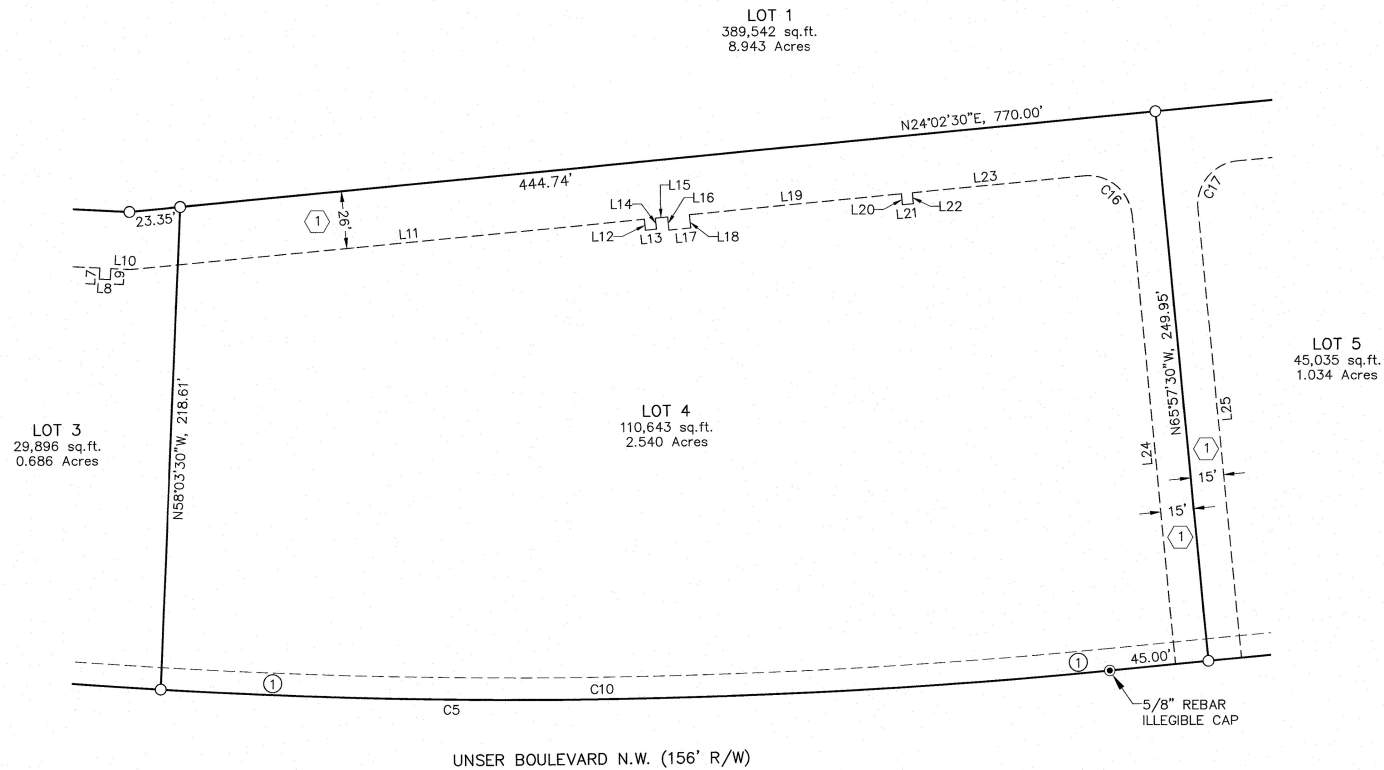 LOT 1
389,542 sq.ft.
8.943 Acres
N24°02'30"E, 770.00'
444.74'
23.35'
1
26'
L15
L14
L16
L19
L23
C16
C17
L20
L21
L22
L12
L13
L17
L18
L11
L10
L7
L9
L8
N58°03'30"W, 218.61'
N65°57'30"W, 249.95'
LOT 5
45,035 sq.ft.
1.034 Acres
LOT 4
110,643 sq.ft.
2.540 Acres
LOT 3
29,896 sq.ft.
0.686 Acres
L24
L25
1
15'
15'
1
1
45.00'
1
C10
C5
5/8" REBAR
ILLEGIBLE CAP
UNSER BOULEVARD N.W. (156' R/W)